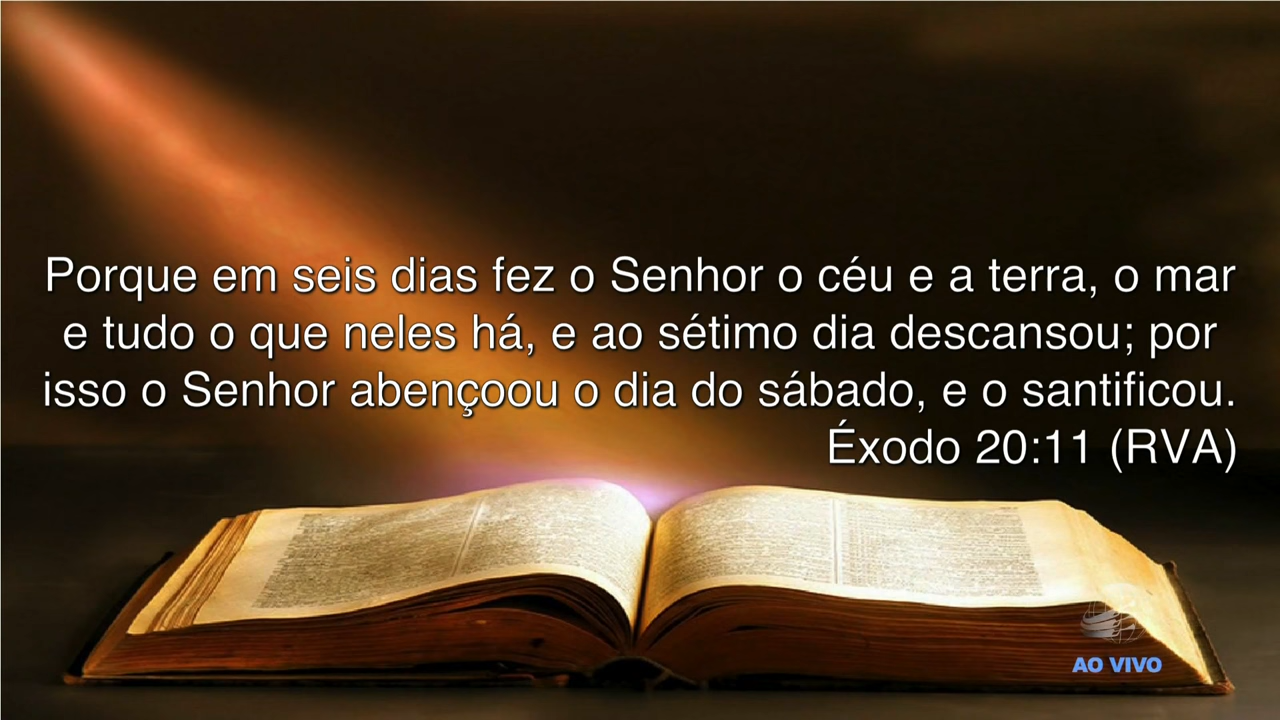 Porque em seis dias fez o Senhor o céu e a terra, o mar
e tudo o que neles há, e ao sétimo dia descansou; por
isso o Senhor abençoou o dia do sábado, e o santificou.
Éxodo 20:11 (RVA)
AO VIVO